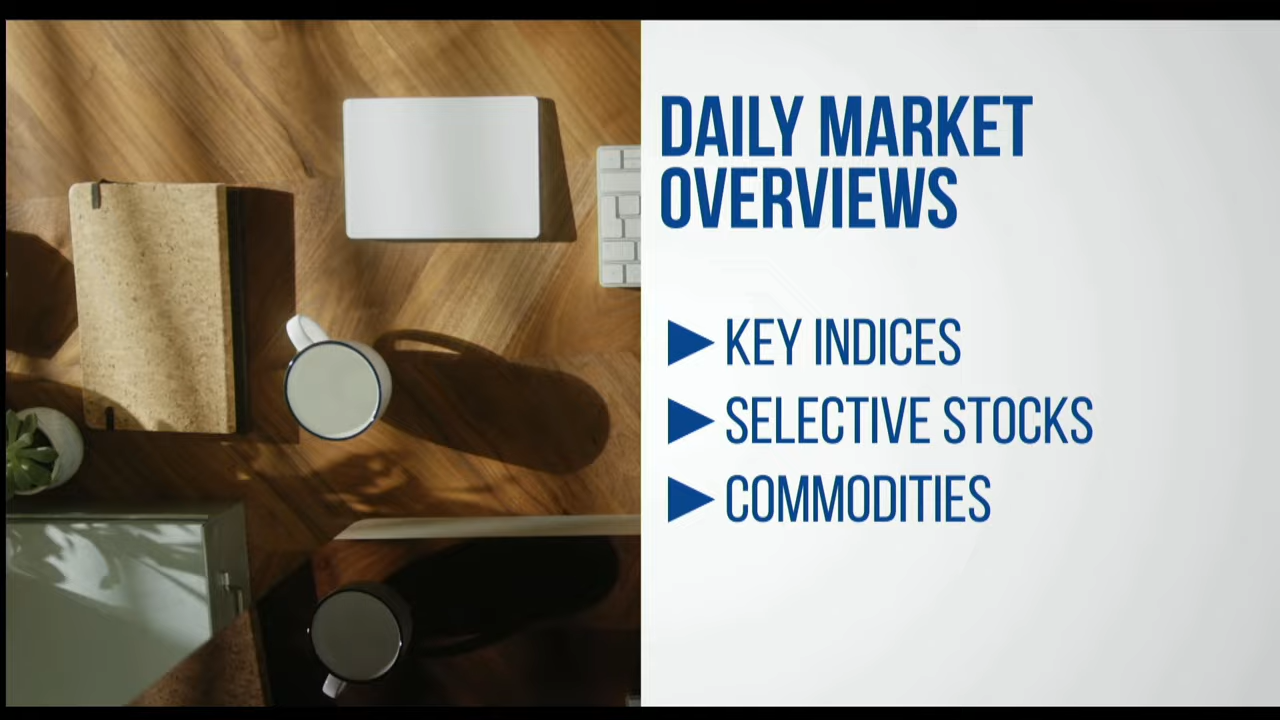 DAILY MARKET
OVERVIEWS
KEY INDICES
SELECTIVE STOCKS
COMMODITIES